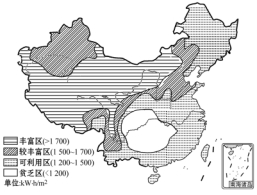 丰富区(>1 700)
较丰富区(1 500~1 700)
可利用区(1 200~1 500)
贫乏区(<1 200)
单位:kW·h/m²
南海诸岛